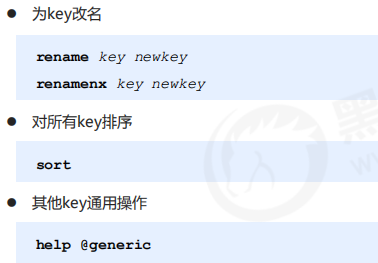 为key改名
rename key newkey
renamenx key newkey
对所有key排序
sort
其他key通用操作
help @generic
黑